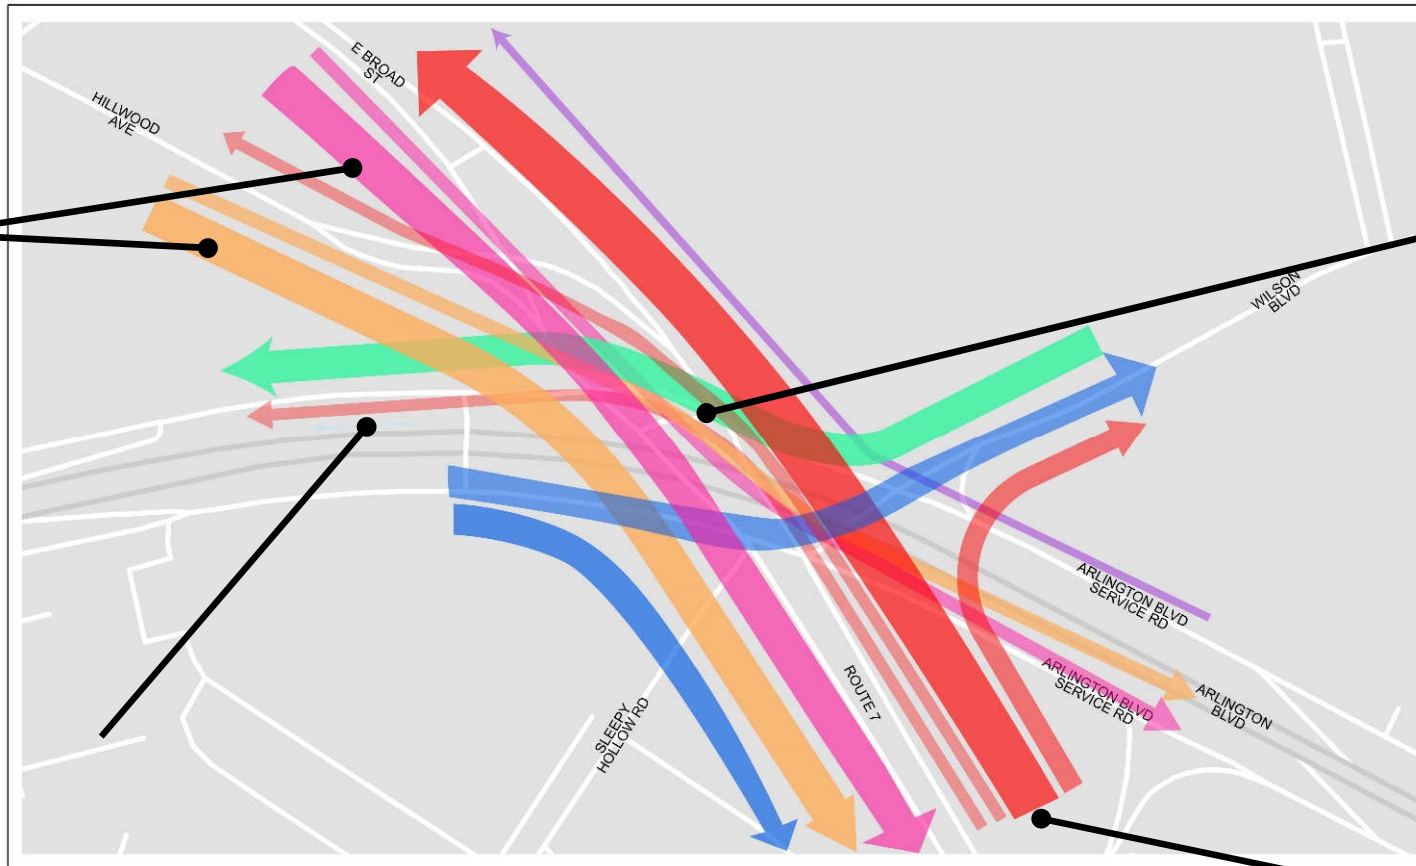 E BROAD
ST
HILLWOOD
AVE
WILSON
BLVD
ARLINGTON BLVD
SERVICE RD
ARLINGTON BLVD
SERVICE RD
ARLINGTON
BLVD
ROUTE 7
SLEEPY
HOLLOW RD